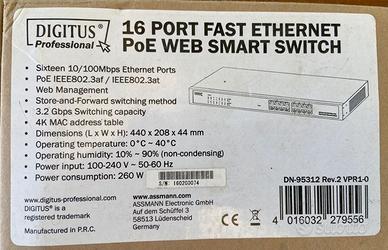 DIGITUS®
Professional
16 PORT FAST ETHERNET
PoE WEB SMART SWITCH
• Sixteen 10/100Mbps Ethernet Ports
• PoE IEEE802.3af / IEEE802.3at
• Web Management
• Store-and-Forward switching method
• 3.2 Gbps Switching capacity
• 4K MAC address table
• Dimensions (L x W x H): 440 x 208 x 44 mm
• Operating temperature: 0°C ~ 40°C
• Operating humidity: 10% ~ 90% (non-condensing)
• Power input: 100-240 V ~ 50-60 Hz
• Power consumption: 260 W
S/N: 160203074
www.digitus-professional.com
DIGITUS® is a
registered trademark
Manufactured in P.R.C.
www.assmann.com
ASSMANN Electronic GmbH
Auf dem Schüffel 3
58513 Lüdenscheid
Germany
DN-95312 Rev.2 VPR1-0
4 016032 279556